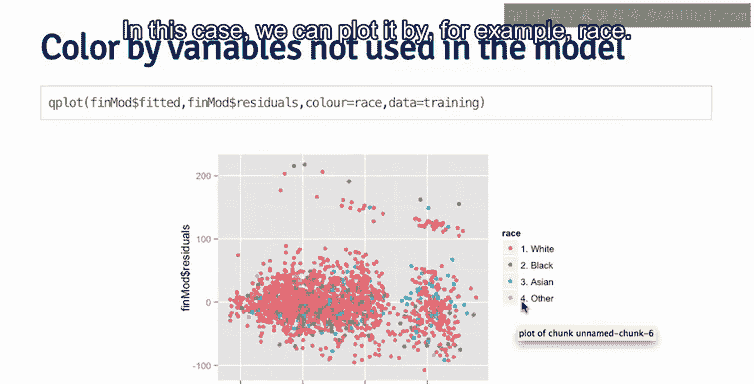 In this case, we can plot it by, for example, race.
Color by variables not used in the model
qplot(finMod$fitted,finMod$residuals,colour=race,data=training)
200
100
0
-100
finMod$residuals
race
1. White
2. Black
3. Asian
4. Other
plot of chunk unnamed-chunk-6